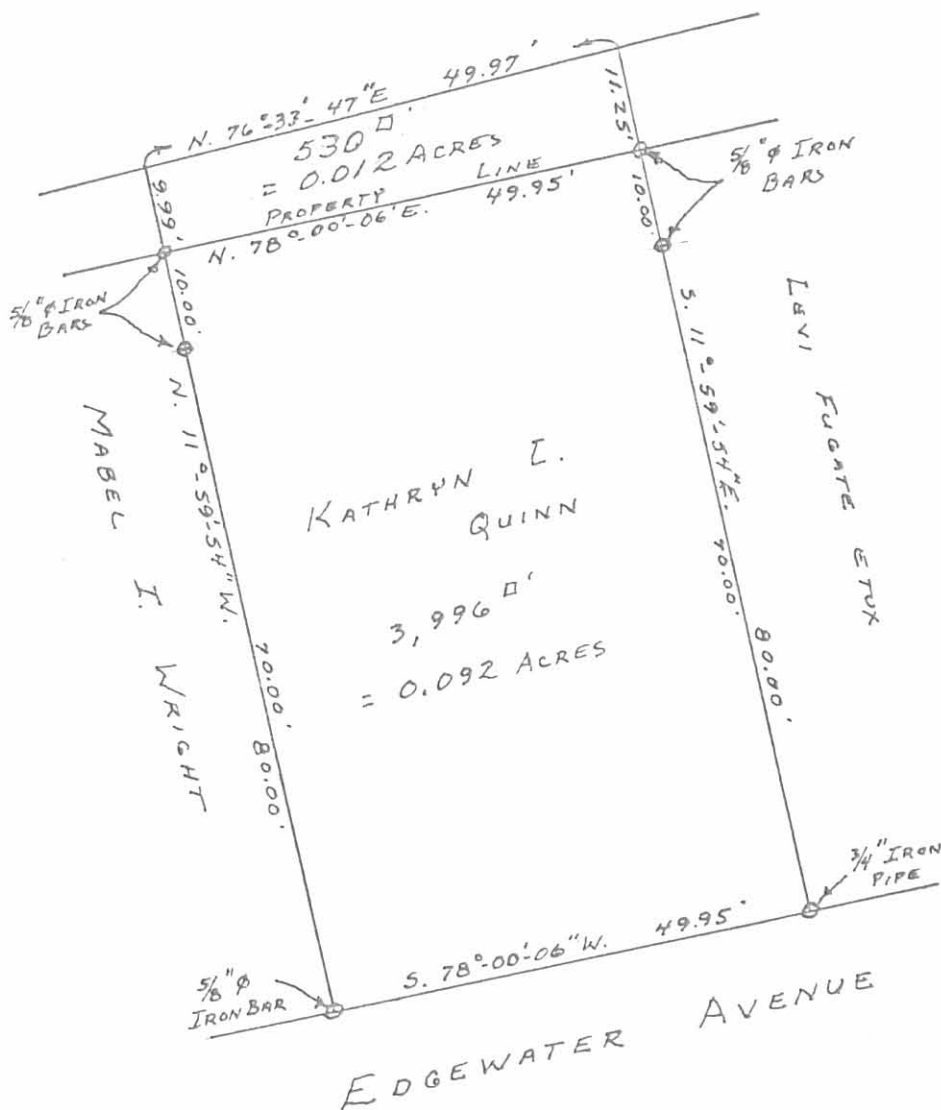 N. 76°-33'-47"E 49.97'
530 □'
= 0.012 ACRES
11.25'
9.99'
PROPERTY LINE
N. 78°-00'-06"E. 49.95'
5/8"φ IRON
BARS
10.00'
10.00'
5/8"φ IRON
BARS
N. 11°-59'-54"W. 70.00'
80.00'
S. 11°-59'-54"E. 70.00'
80.00'
MABEL I. WRIGHT
LEVI FUGATE ETUX
KATHRYN I.
QUINN
3,996 □'
= 0.092 ACRES
3/4" IRON
PIPE
S. 78°-00'-06"W. 49.95'
5/8"φ
IRON BAR
EDGEWATER AVENUE